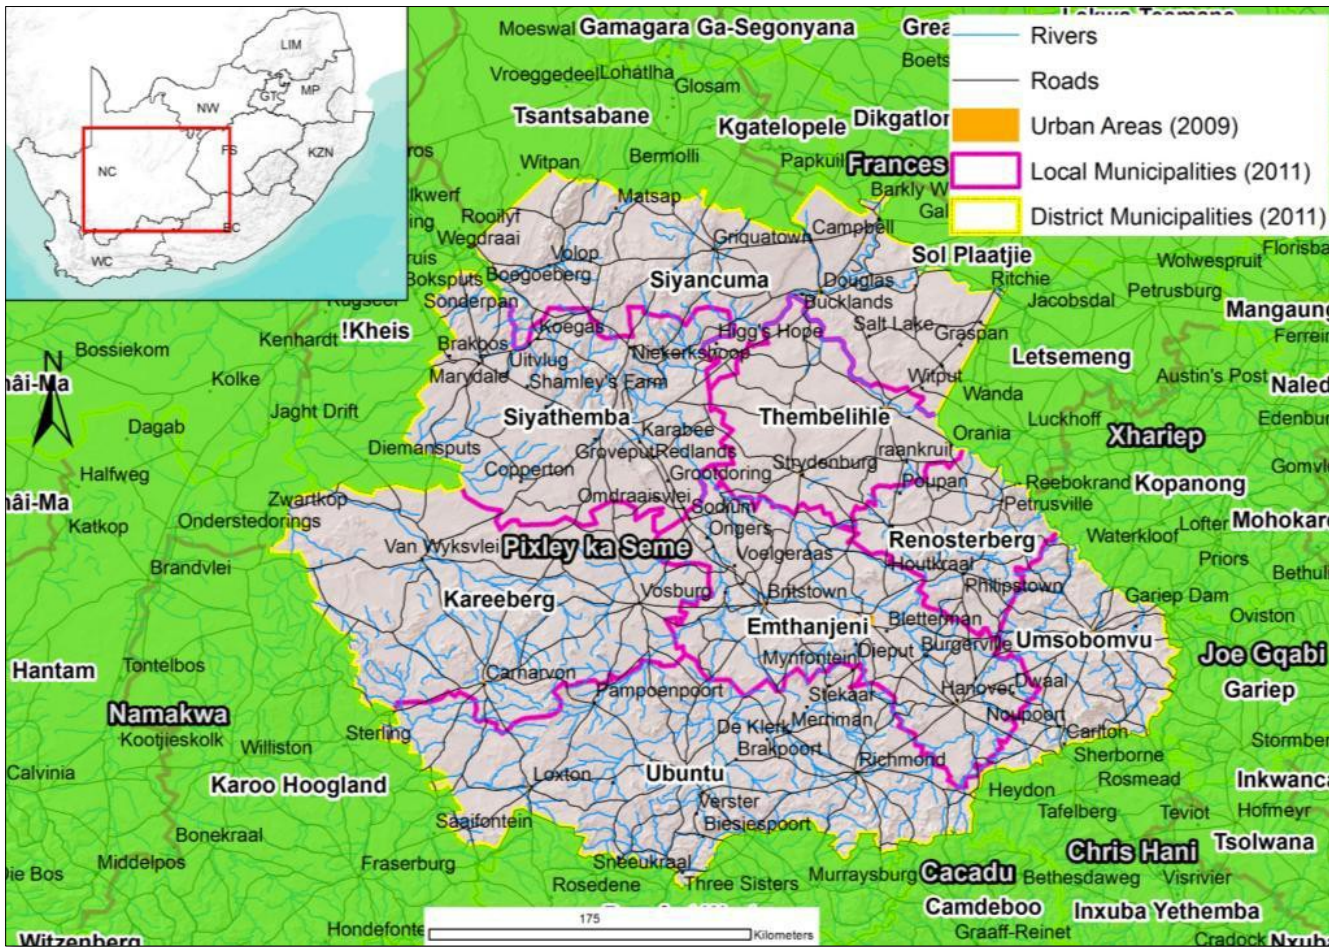 LIM
NW
GT
MP
NC
FS
KZN
EC
WC
Rivers
Roads
Urban Areas (2009)
Local Municipalities (2011)
District Municipalities (2011)
N
Moeswal
Gamagara
Ga-Segonyana
Lohatlha
Glosam
Tsantsabane
Kgatelopele
Witpan
Bermolli
Papkuil
Frances
Matsap
Rooilyf
Wegdraai
Griquatown
Campbell
Volop
Boegoeberg
Siyancuma
Sol Plaatjie
Florisba
Wolwespruit
Ritchie
Petrusburg
Jacobsdal
Boksputs
Sonderpan
Douglas
Bucklands
Salt Lake
Graspan
Mangaung
!Kheis
Kenhardt
Bossiekom
Koegas
Higg's Hope
Niekerkshoop
Letsemeng
Brakbos
Uitvlug
Marydale
Shamley's Farm
Witput
Wanda
Austin's Post
Kolke
Jaght Drift
Dagab
Siyathemba
Thembelihle
Luckhoff
Xhariep
Karabee
Orania
Diemansputs
Groveput
Redlands
raankruil
Halfweg
Copperton
Grootdoring
Strydenburg
Poupan
Reebokrand
Kopanong
Zwartkop
Omdraaisvlei
Sodium
Petrusville
Lofter
Katkop
Onderstedorings
Ongers
Renosterberg
Waterkloof
Priors
Van Wyksvlei
Pixley ka Seme
Voelgeraas
Houtkraal
Brandvlei
Philipstown
Vosburg
Britstown
Gariep Dam
Kareeberg
Emthanjeni
Bletterman
Oviston
Burgerville
Umsobomvu
Joe Gqabi
Hantam
Tontelbos
Mynfontein
Dieput
Gariep
Carnarvon
Pampoenpoort
Stekaar
Hanover
Dwaal
Namakwa
Kootjieskolk
Sterling
De Klerk
Merriman
Noupoort
Carlton
Williston
Brakpoort
Sherborne
Calvinia
Loxton
Ubuntu
Richmond
Rosmead
Karoo Hoogland
Heydon
Tafelberg
Teviot
Hofmeyr
Verster
Saaifontein
Biesjespoort
Bonekraal
Tsolwana
Middelpos
Fraserburg
Sneeukraal
Chris Hani
Three Sisters
Murraysburg
Cacadu
Bethesdaweg
Visrivier
Rosedene
Camdeboo
Inxuba Yethemba
Graaff-Reinet
Cradock
Witzenberg
175
Kilometers